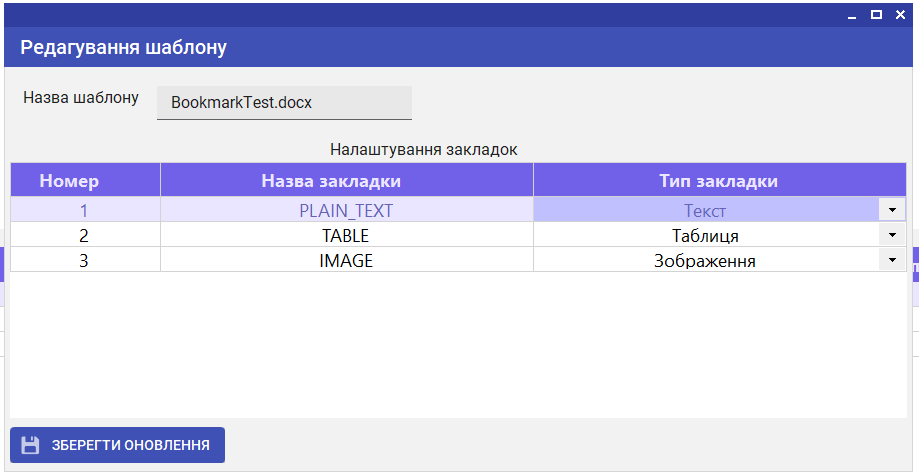 Редагування шаблону
Назва шаблону BookmarkTest.docx
Налаштування закладок
Номер Назва закладки Тип закладки
1 PLAIN_TEXT Текст
2 TABLE Таблиця
3 IMAGE Зображення
ЗБЕРЕГТИ ОНОВЛЕННЯ